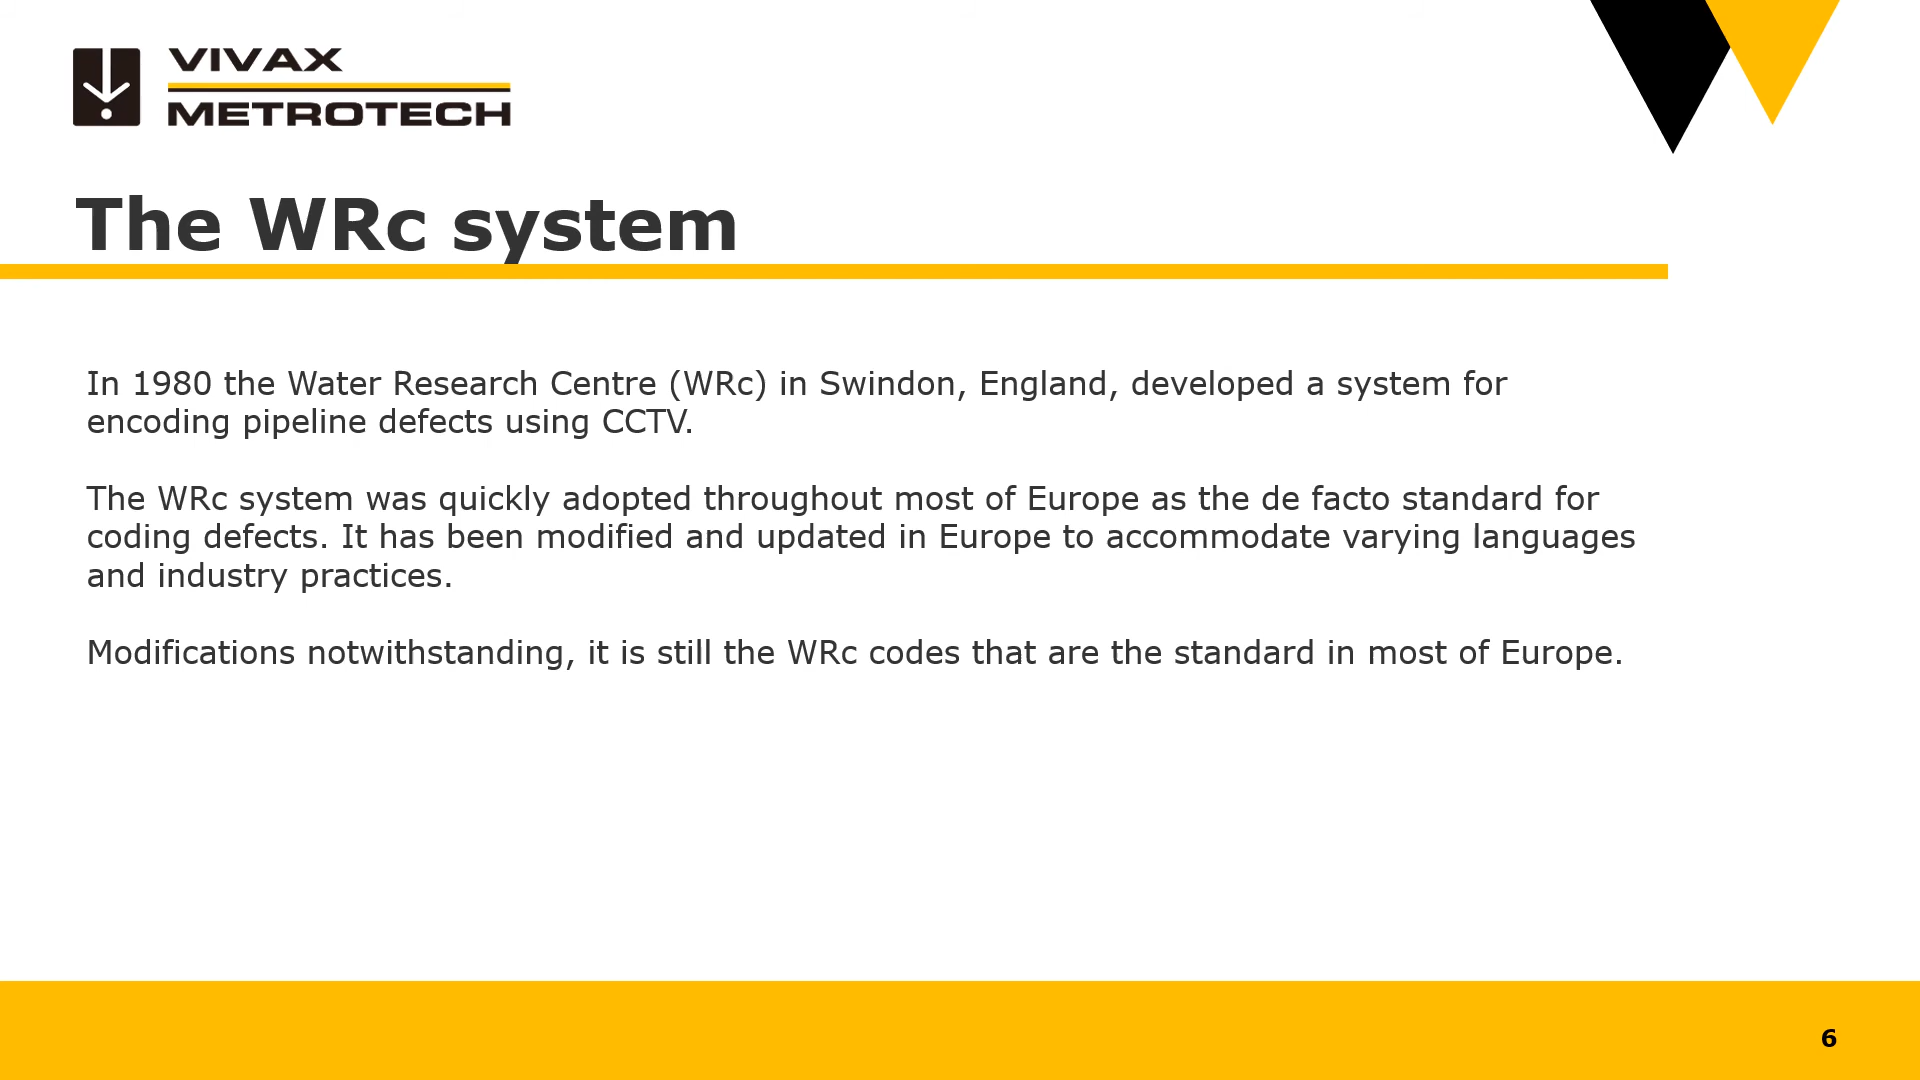 VIVAX
METROTECH
The WRc system
In 1980 the Water Research Centre (WRc) in Swindon, England, developed a system for
encoding pipeline defects using CCTV.
The WRc system was quickly adopted throughout most of Europe as the de facto standard for
coding defects. It has been modified and updated in Europe to accommodate varying languages
and industry practices.
Modifications notwithstanding, it is still the WRc codes that are the standard in most of Europe.
6